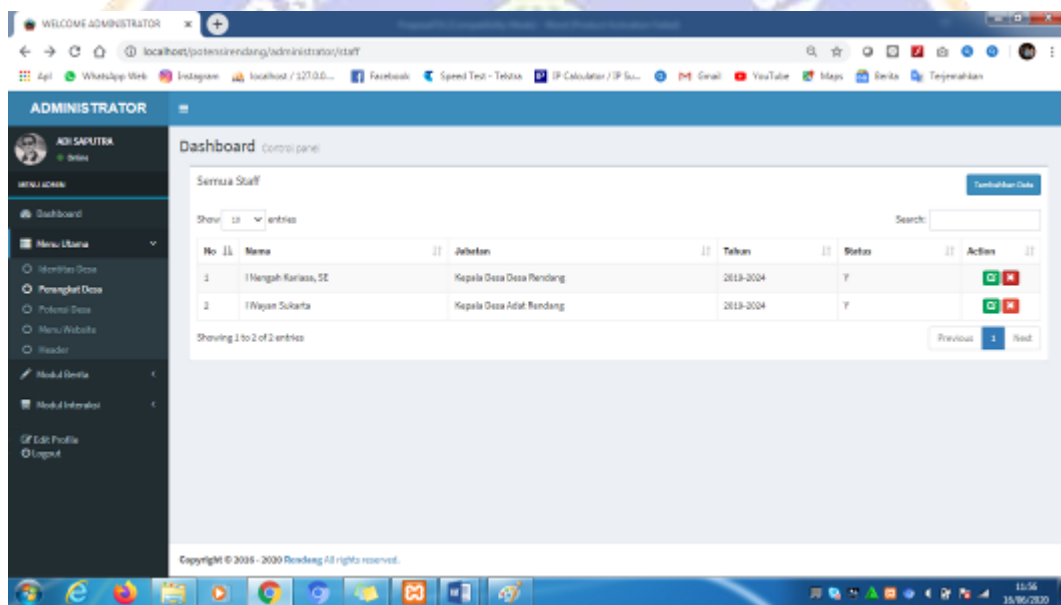 WELCOME ADMINISTRATOR
localhost/potensirendang/administrator/staff
Apl WhatsApp Web Instagram localhost / 127.0.0... Facebook Speed Test - Telstra IP Calculator / IP Su... Gmail YouTube Maps Berita Terjemahkan
ADMINISTRATOR
ADI SAPUTRA
Online
MENU ADMIN
Dashboard
Menu Utama
Identitas Desa
Perangkat Desa
Potensi Desa
Menu Website
Header
Modul Berita
Modul Interaksi
Edit Profile
Logout
Dashboard Control panel
Semua Staff
Tambahkan Data
Show 10 entries
Search:
No Nama Jabatan Tahun Status Action
1 I Nengah Kariasa, SE Kepala Desa Desa Rendang Y
2 I Wayan Sukarta Kepala Desa Adat Rendang Y
Showing 1 to 2 of 2 entries
Previous 1 Next
Copyright © 2016 - 2020 Rendang All rights reserved.
11:56
16/06/2020